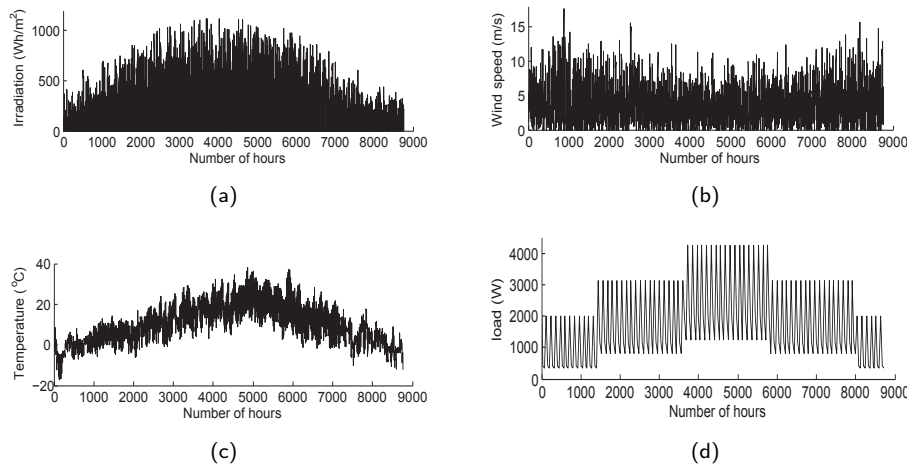 Irradiation (Wh/m²)
1000
500
0
0 1000 2000 3000 4000 5000 6000 7000 8000 9000
Number of hours
(a)
Wind speed (m/s)
15
10
5
0
0 1000 2000 3000 4000 5000 6000 7000 8000 9000
Number of hours
(b)
Temperature ( °C)
40
20
0
−20
0 1000 2000 3000 4000 5000 6000 7000 8000 9000
Number of hours
(c)
load (W)
4000
3000
2000
1000
0
0 1000 2000 3000 4000 5000 6000 7000 8000 9000
Number of hours
(d)